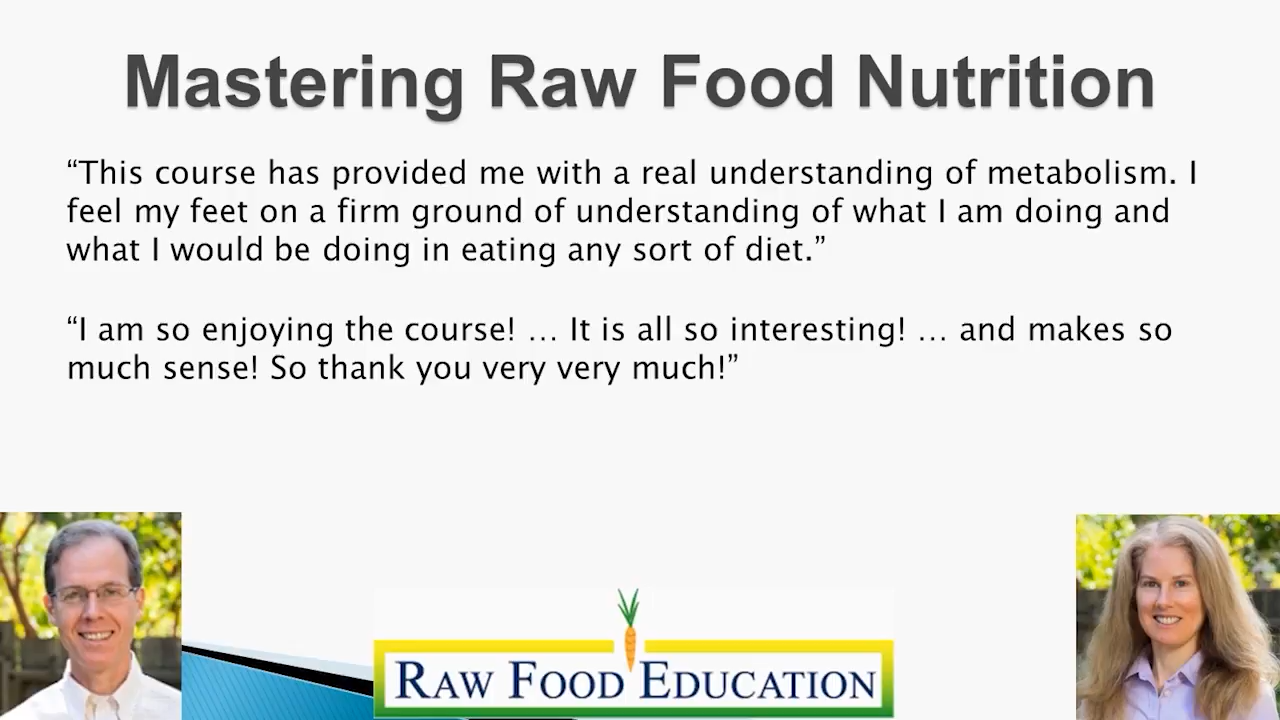 Mastering Raw Food Nutrition
“This course has provided me with a real understanding of metabolism. I
feel my feet on a firm ground of understanding of what I am doing and
what I would be doing in eating any sort of diet.”
“I am so enjoying the course! … It is all so interesting! … and makes so
much sense! So thank you very very much!”
RAW FOOD EDUCATION